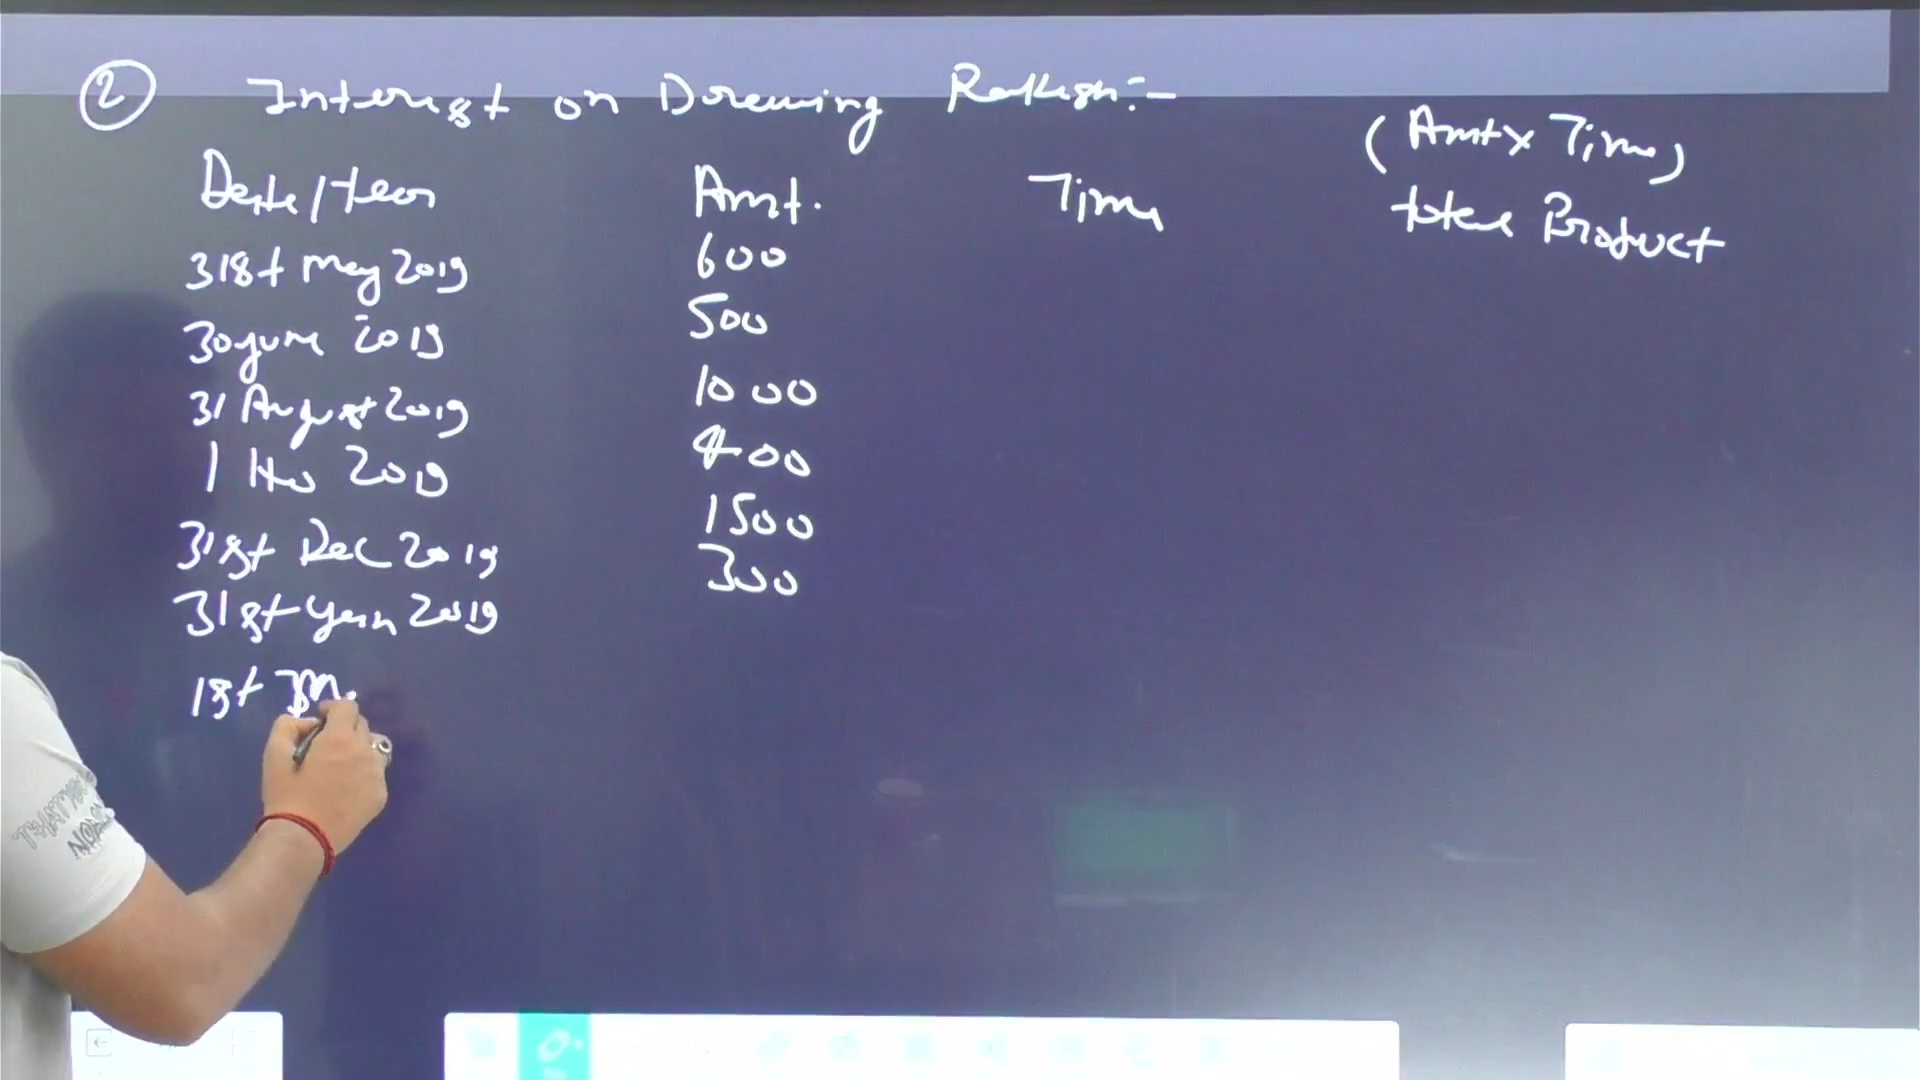 ② Interest on Drawing Rakesh:-
(Amt x Time)
Date/Year Amt. Time total Product
31st May 2019 600
30 June 2019 500
31 August 2019 1000
1 Nov 2019 400
31st Dec 2019 1500
31st Jan 2019 300
1st